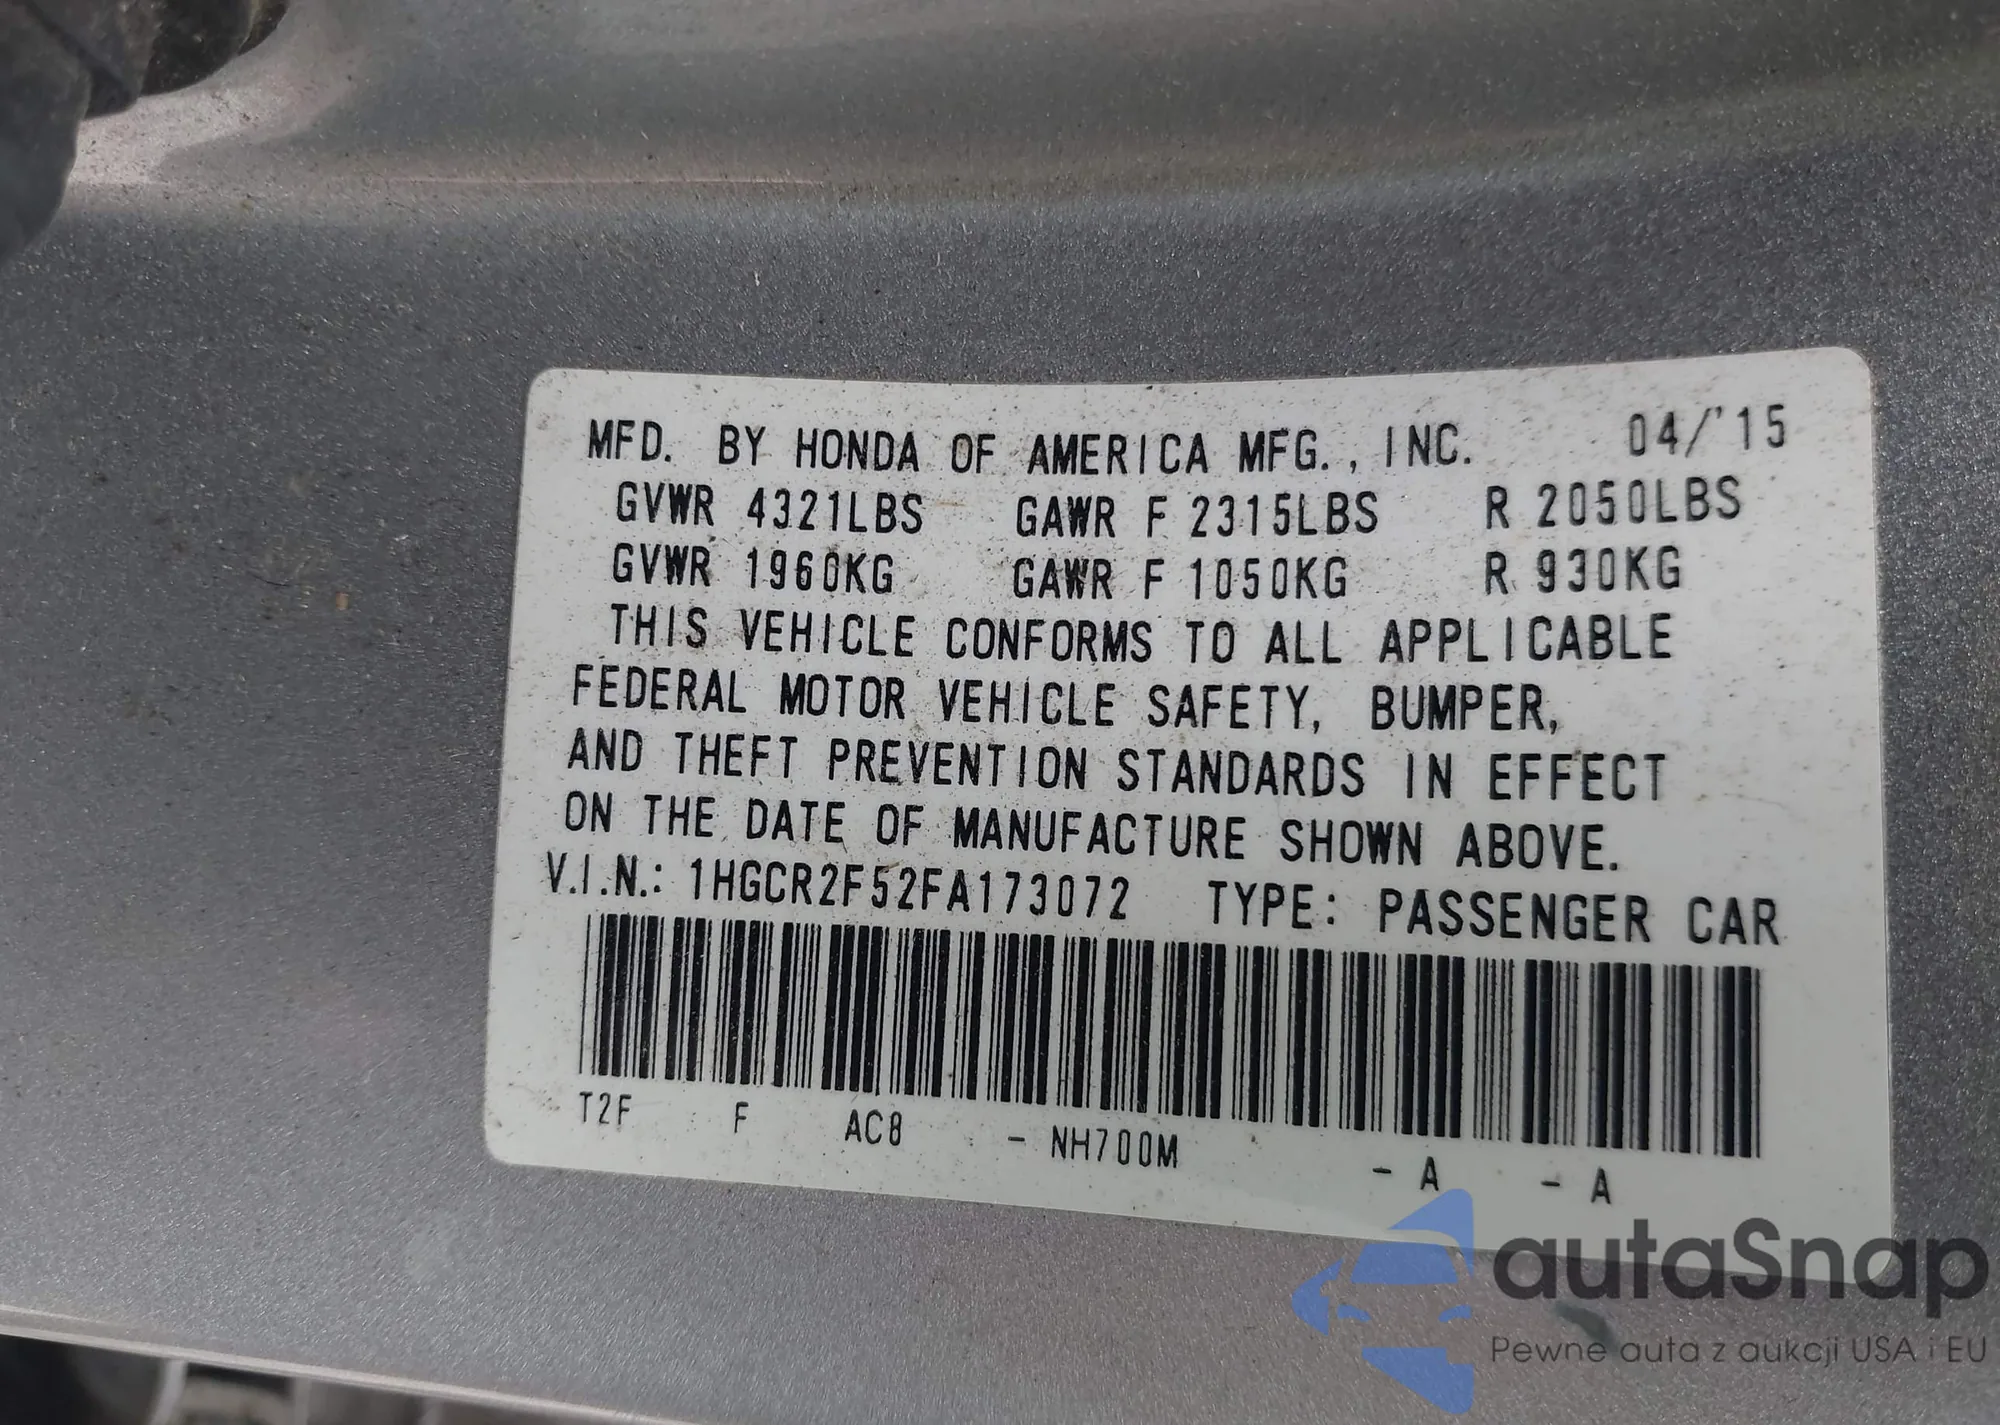 MFD. BY HONDA OF AMERICA MFG., INC. 04/'15
GVWR 4321LBS GAWR F 2315LBS R 2050LBS
GVWR 1960KG GAWR F 1050KG R 930KG
THIS VEHICLE CONFORMS TO ALL APPLICABLE
FEDERAL MOTOR VEHICLE SAFETY, BUMPER,
AND THEFT PREVENTION STANDARDS IN EFFECT
ON THE DATE OF MANUFACTURE SHOWN ABOVE.
V.I.N.: 1HGCR2F52FA173072 TYPE: PASSENGER CAR
T2F F AC8 - NH700M - A - A
autaSnap
Pewne auta z aukcji USA i EU